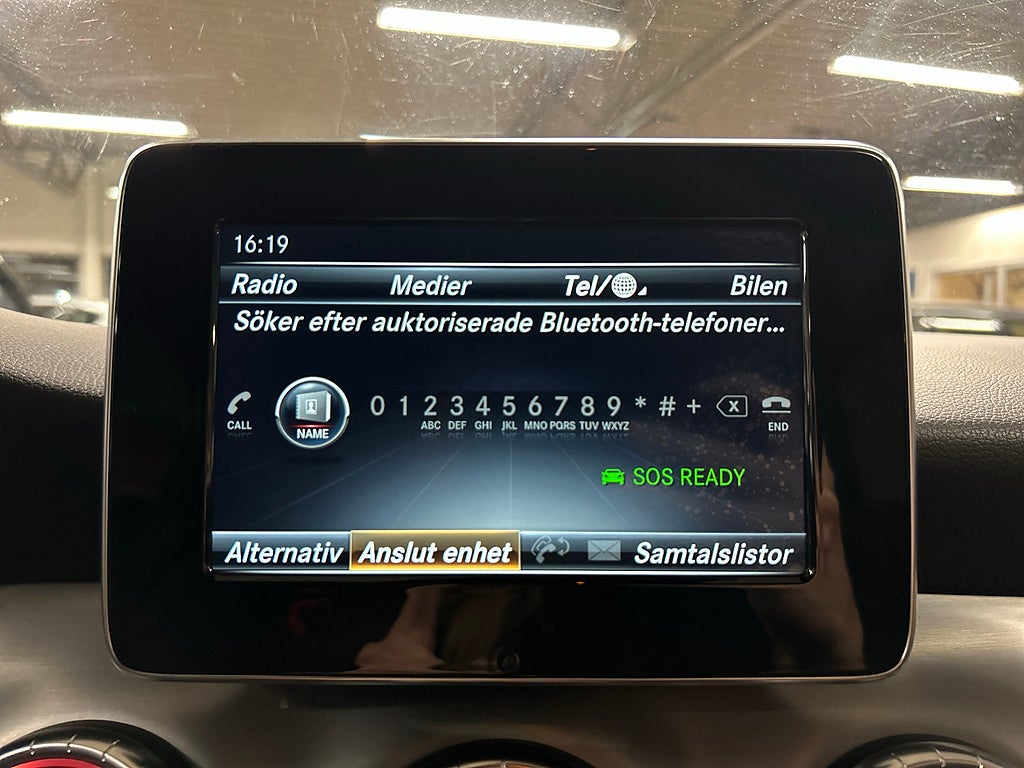 16:19
Radio Medier Tel/ Bilen
Söker efter auktoriserade Bluetooth-telefoner...
0 1 2 3 4 5 6 7 8 9 * # +
CALL NAME ABC DEF GHI JKL MNO PQRS TUV WXYZ X END
SOS READY
Alternativ Anslut enhet Samtalslistor